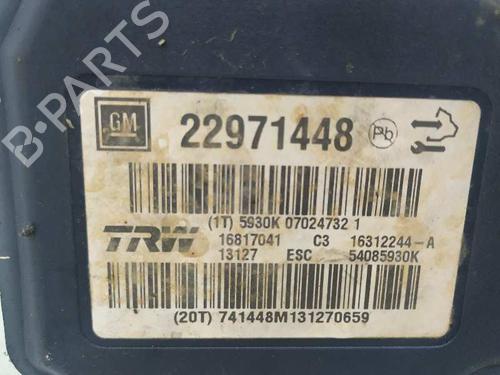 B-PARTS
GM 22971448 Pb
(1T) 5930K 07024732 1
TRW 16817041 C3 16312244-A
13127 ESC 54085930K
(20T) 741448M131270659